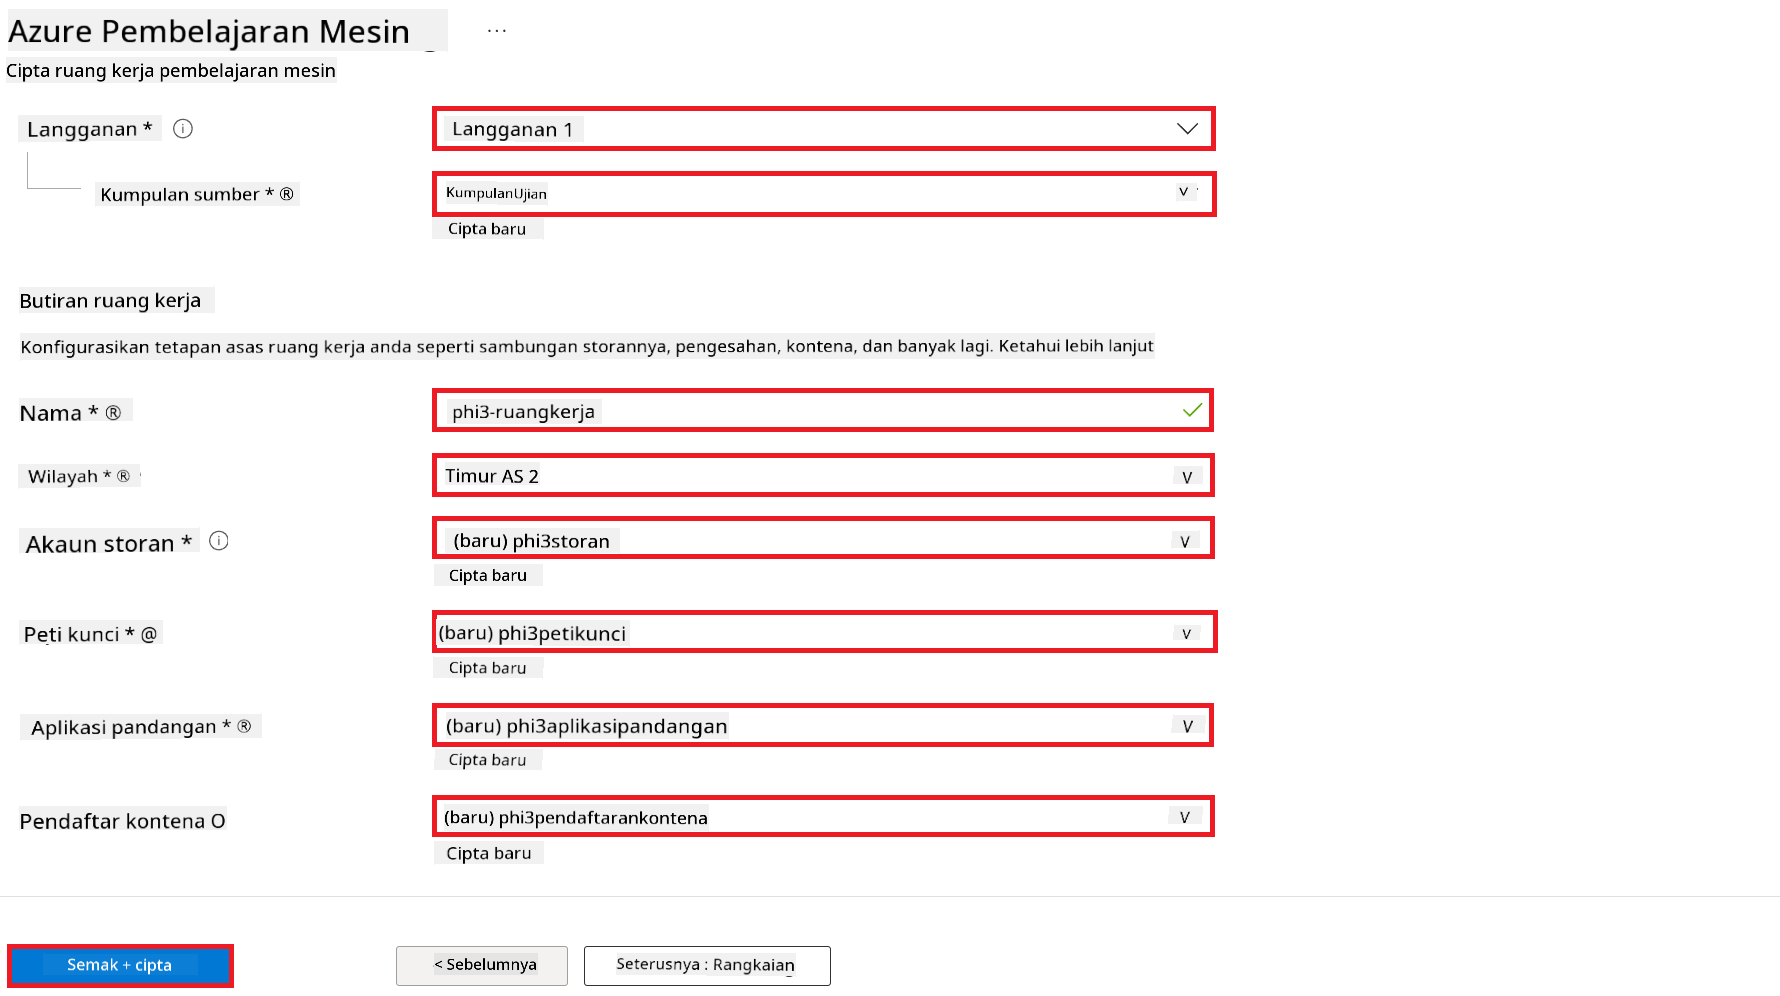 Azure Pembelajaran Mesin ...
Cipta ruang kerja pembelajaran mesin
Langganan * ⓘ
Langganan 1
Kumpulan sumber * ®
KumpulanUjian v
Cipta baru
Butiran ruang kerja
Konfigurasikan tetapan asas ruang kerja anda seperti sambungan storannya, pengesahan, kontena, dan banyak lagi. Ketahui lebih lanjut
Nama * ®
phi3-ruangkerja
Wilayah * ®
Timur AS 2 V
Akaun storan * ⓘ
(baru) phi3storan V
Cipta baru
Peti kunci * @
(baru) phi3petikunci v
Cipta baru
Aplikasi pandangan * ®
(baru) phi3aplikasipandangan V
Cipta baru
Pendaftar kontena O
(baru) phi3pendaftarankontena V
Cipta baru
Semak + cipta
< Sebelumnya
Seterusnya : Rangkaian